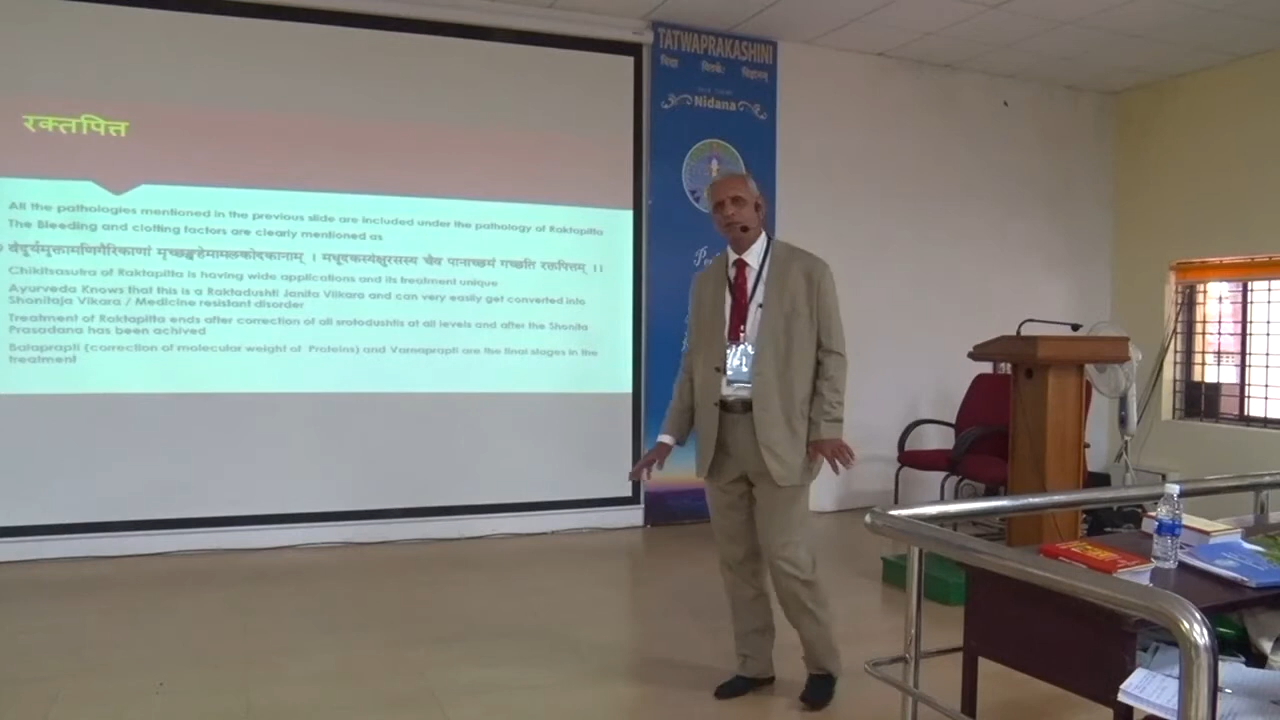 रक्तपित्त
All the pathologies mentioned in the previous slide are included under the pathology of Raktapitta
The Bleeding and clotting factors are clearly mentioned as
वैदूर्यमुक्तामणिगैरिकाणां मृच्छङ्खहेमामलकोदकानाम् । मधूदकस्येक्षुरसस्य चैव पानाच्छमं गच्छति रक्तपित्तम् ।।
Chikitsasutra of Raktapitta is having wide applications and its treatment unique
Ayurveda Knows that this is a Raktadushti Janita Viikara and can very easily get converted into
Shonitaja Vikara / Medicine resistant disorder
Treatment of Raktapitta ends after correction of all srotodushtis at all levels and after the Shonita
Prasadana has been achived
Balaprapti (correction of molecular weight of Proteins) and Varnaprapti are the final stages in the
treatment
TATWAPRAKASHINI
Nidana